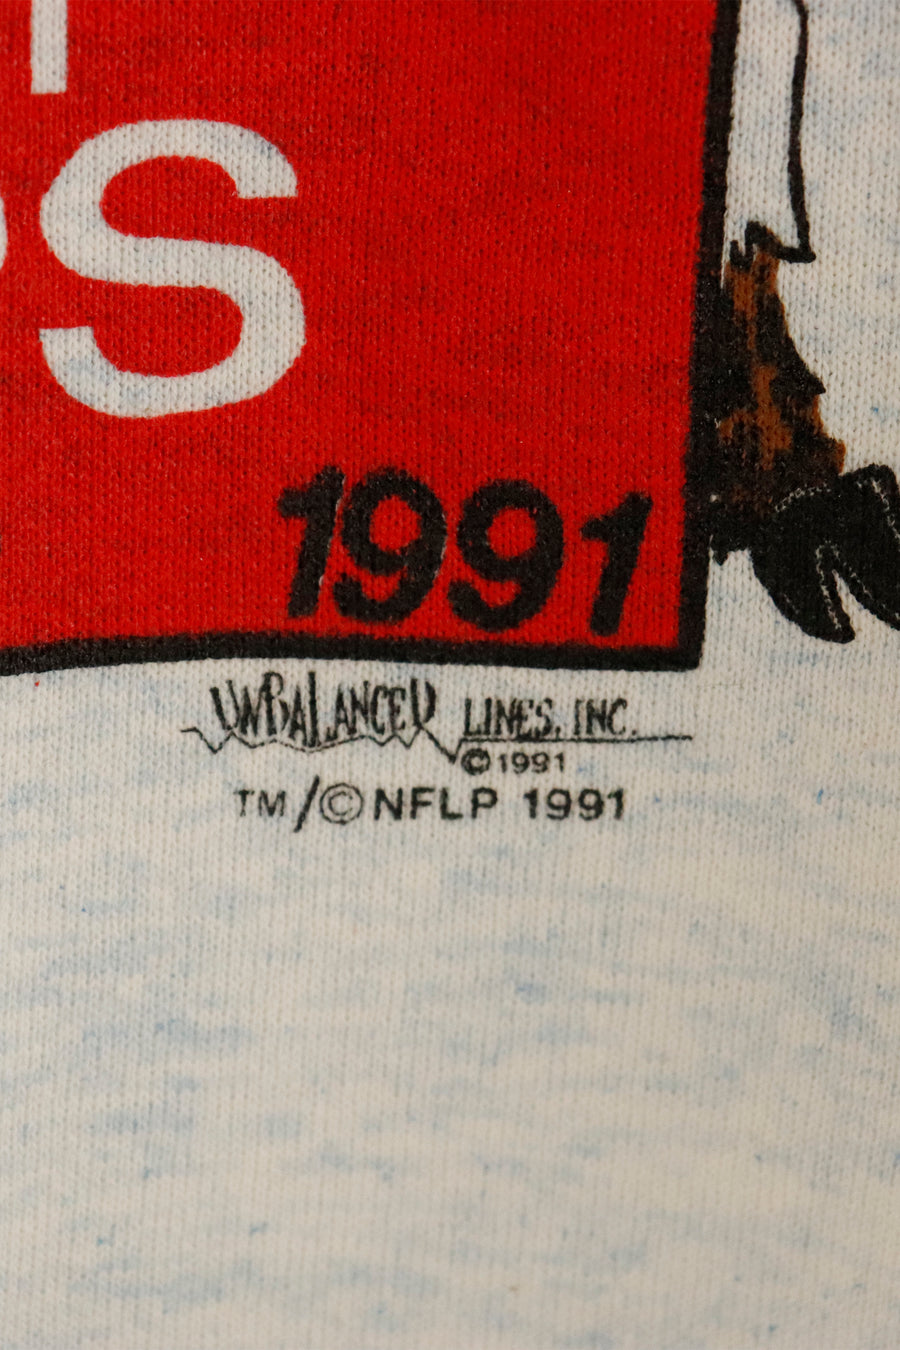 S
1991
UNBALANCED LINES, INC.
©1991
TM/©NFLP 1991